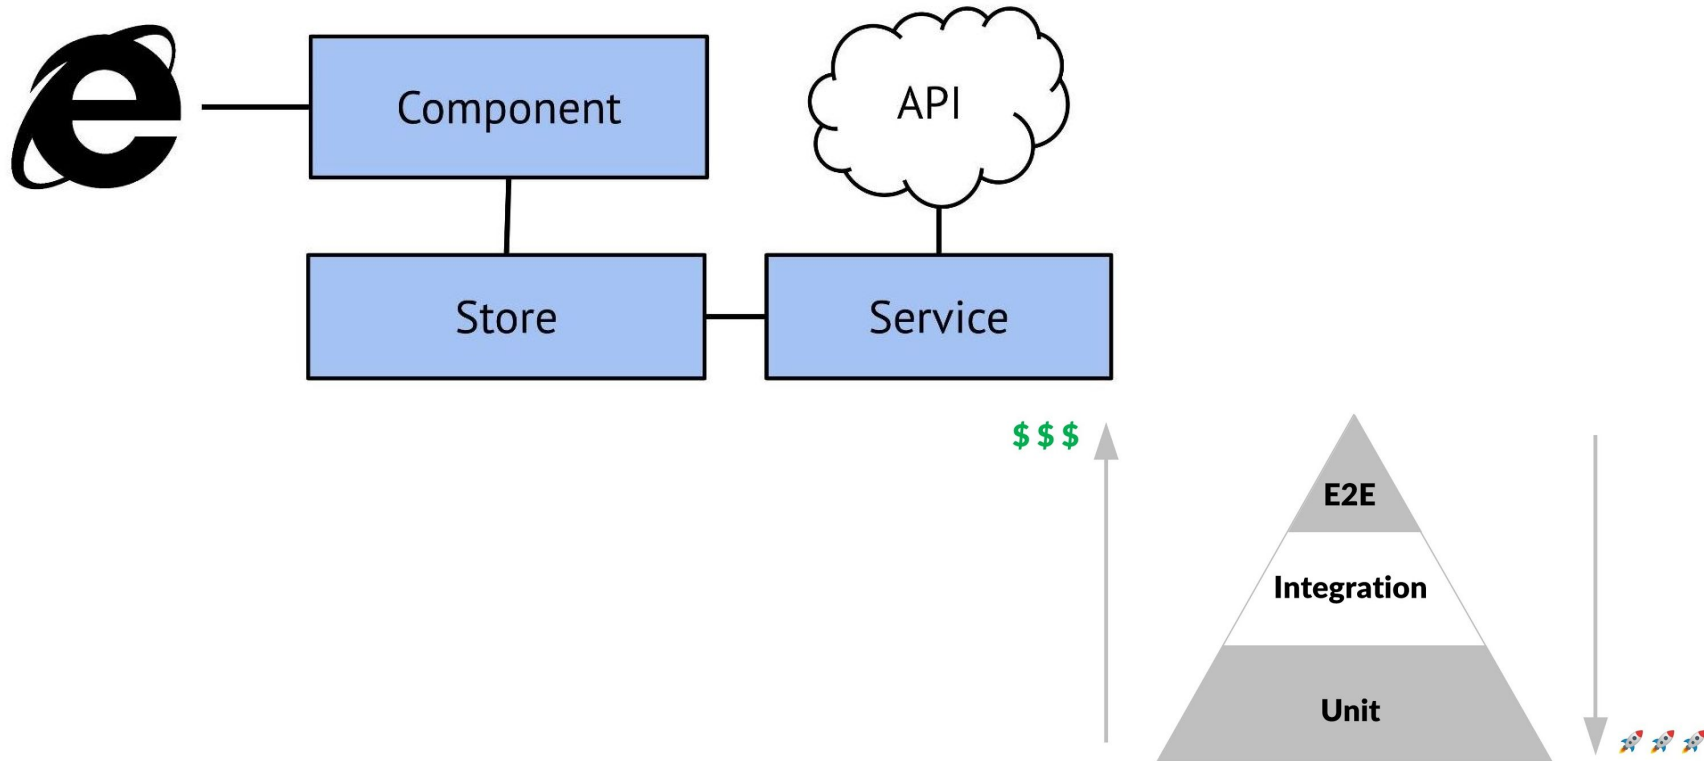 Component
API
Store
Service
$ $ $
E2E
Integration
Unit